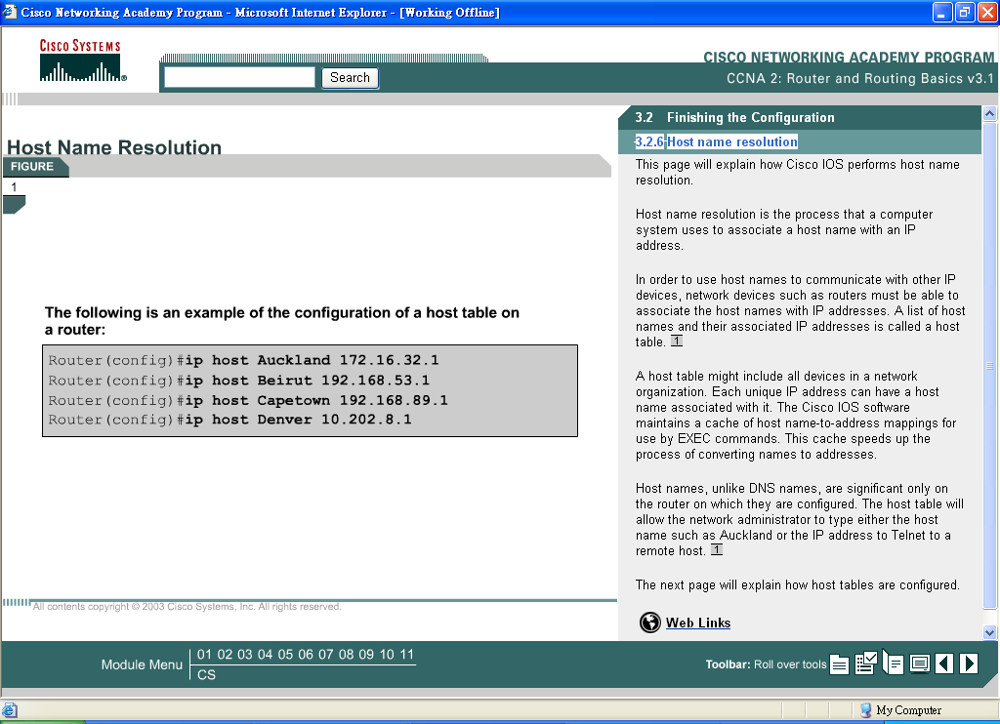 Cisco Networking Academy Program - Microsoft Internet Explorer - [Working Offline]
CISCO SYSTEMS
Search
CISCO NETWORKING ACADEMY PROGRAM
CCNA 2: Router and Routing Basics v3.1
Host Name Resolution
FIGURE
1
The following is an example of the configuration of a host table on
a router:
Router(config)#ip host Auckland 172.16.32.1
Router(config)#ip host Beirut 192.168.53.1
Router(config)#ip host Capetown 192.168.89.1
Router(config)#ip host Denver 10.202.8.1
All contents copyright © 2003 Cisco Systems, Inc. All rights reserved.
3.2 Finishing the Configuration
3.2.6 Host name resolution
This page will explain how Cisco IOS performs host name
resolution.
Host name resolution is the process that a computer
system uses to associate a host name with an IP
address.
In order to use host names to communicate with other IP
devices, network devices such as routers must be able to
associate the host names with IP addresses. A list of host
names and their associated IP addresses is called a host
table. 1
A host table might include all devices in a network
organization. Each unique IP address can have a host
name associated with it. The Cisco IOS software
maintains a cache of host name-to-address mappings for
use by EXEC commands. This cache speeds up the
process of converting names to addresses.
Host names, unlike DNS names, are significant only on
the router on which they are configured. The host table will
allow the network administrator to type either the host
name such as Auckland or the IP address to Telnet to a
remote host. 1
The next page will explain how host tables are configured.
Web Links
Module Menu
01 02 03 04 05 06 07 08 09 10 11
CS
Toolbar: Roll over tools
My Computer